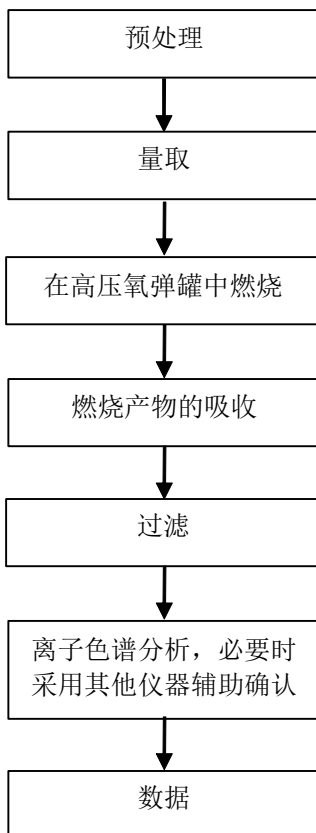 预处理
量取
在高压氧弹罐中燃烧
燃烧产物的吸收
过滤
离子色谱分析，必要时
采用其他仪器辅助确认
数据